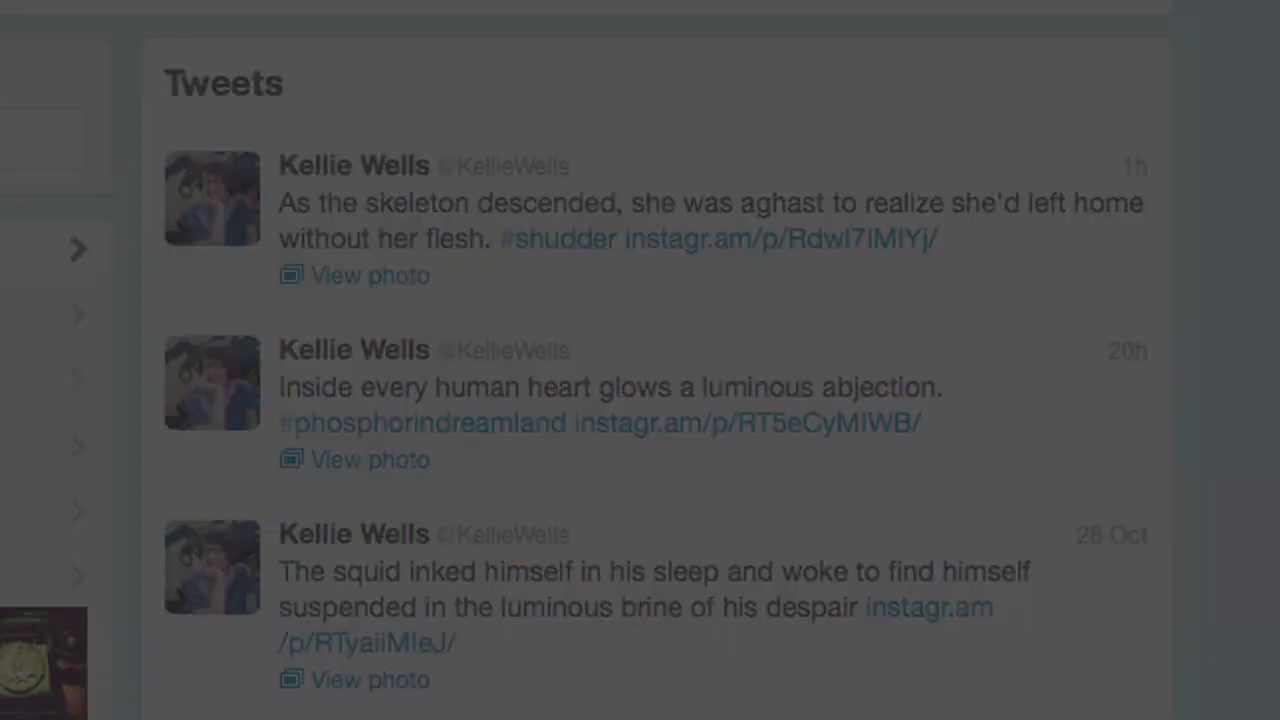 Tweets
Kellie Wells @KellieWells 1h
As the skeleton descended, she was aghast to realize she'd left home
without her flesh. #shudder instagr.am/p/RdwI7IMIYj/
View photo
Kellie Wells @KellieWells 20h
Inside every human heart glows a luminous abjection.
#phosphorindreamland instagr.am/p/RT5eCyMIWB/
View photo
Kellie Wells @KellieWells 28 Oct
The squid inked himself in his sleep and woke to find himself
suspended in the luminous brine of his despair instagr.am
/p/RTyaiiMIeJ/
View photo